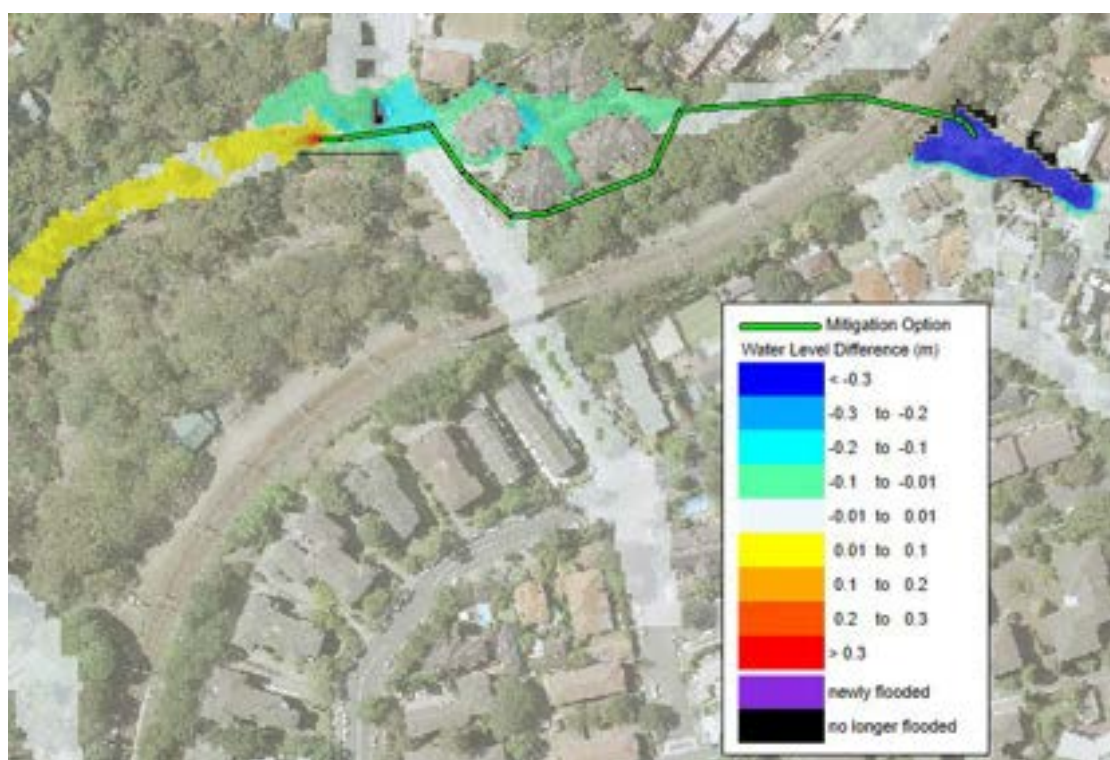 Mitigation Option
Water Level Difference (m)
< -0.3
-0.3 to -0.2
-0.2 to -0.1
-0.1 to -0.01
-0.01 to 0.01
0.01 to 0.1
0.1 to 0.2
0.2 to 0.3
> 0.3
newly flooded
no longer flooded